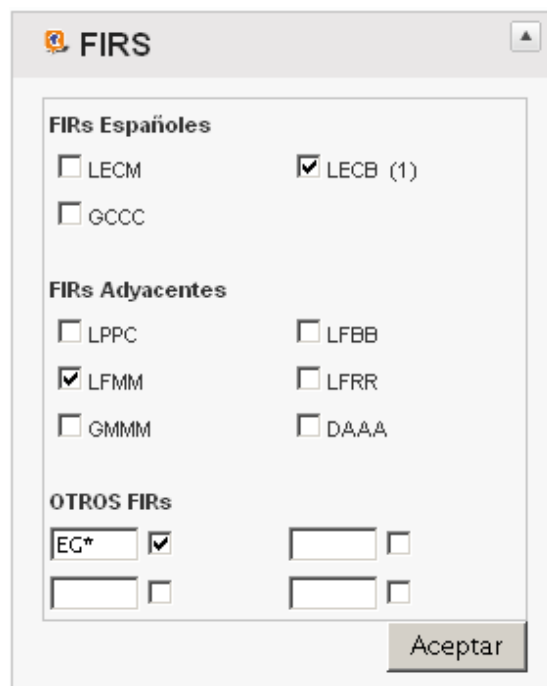 FIRS
FIRs Españoles
LECM LECB (1)
GCCC
FIRs Adyacentes
LPPC LFBB
LFMM LFRR
GMMM DAAA
OTROS FIRs
EG*
Aceptar